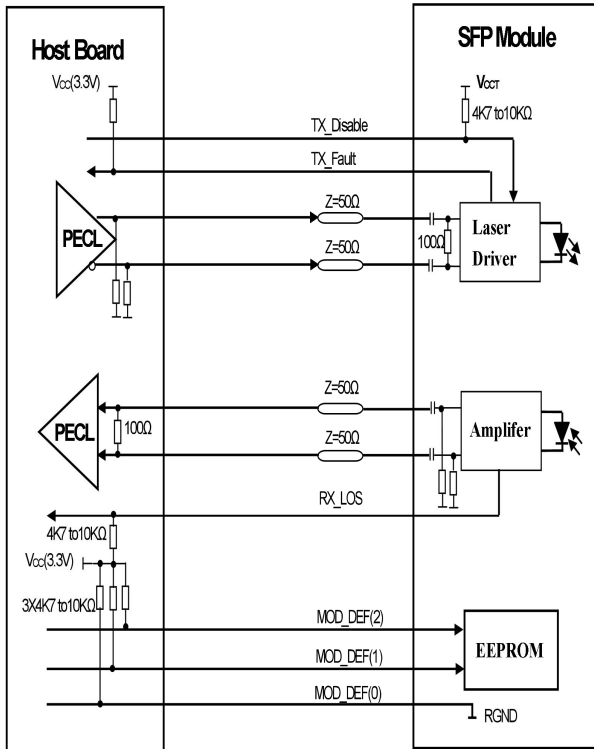 Host Board
SFP Module
Vcc(3.3V)
VCCT
4K7 to10KΩ
TX_Disable
TX_Fault
Z=50Ω
PECL
100Ω
Laser
Driver
Z=50Ω
Z=50Ω
PECL
100Ω
Z=50Ω
Amplifer
RX_LOS
4K7 to10KΩ
Vcc(3.3V)
3X4K7 to10KΩ
MOD_DEF(2)
MOD_DEF(1)
EEPROM
MOD_DEF(0)
RGND